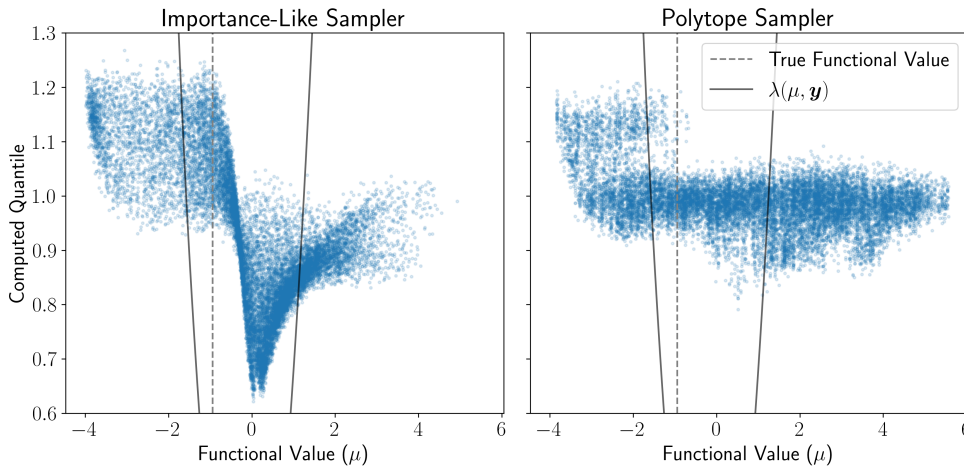 Importance-Like Sampler
Polytope Sampler
1.3
1.2
1.1
1.0
0.9
0.8
0.7
0.6
Computed Quantile
−4
−2
0
2
4
6
Functional Value (μ)
True Functional Value
λ(μ, y)
−4
−2
0
2
4
6
Functional Value (μ)